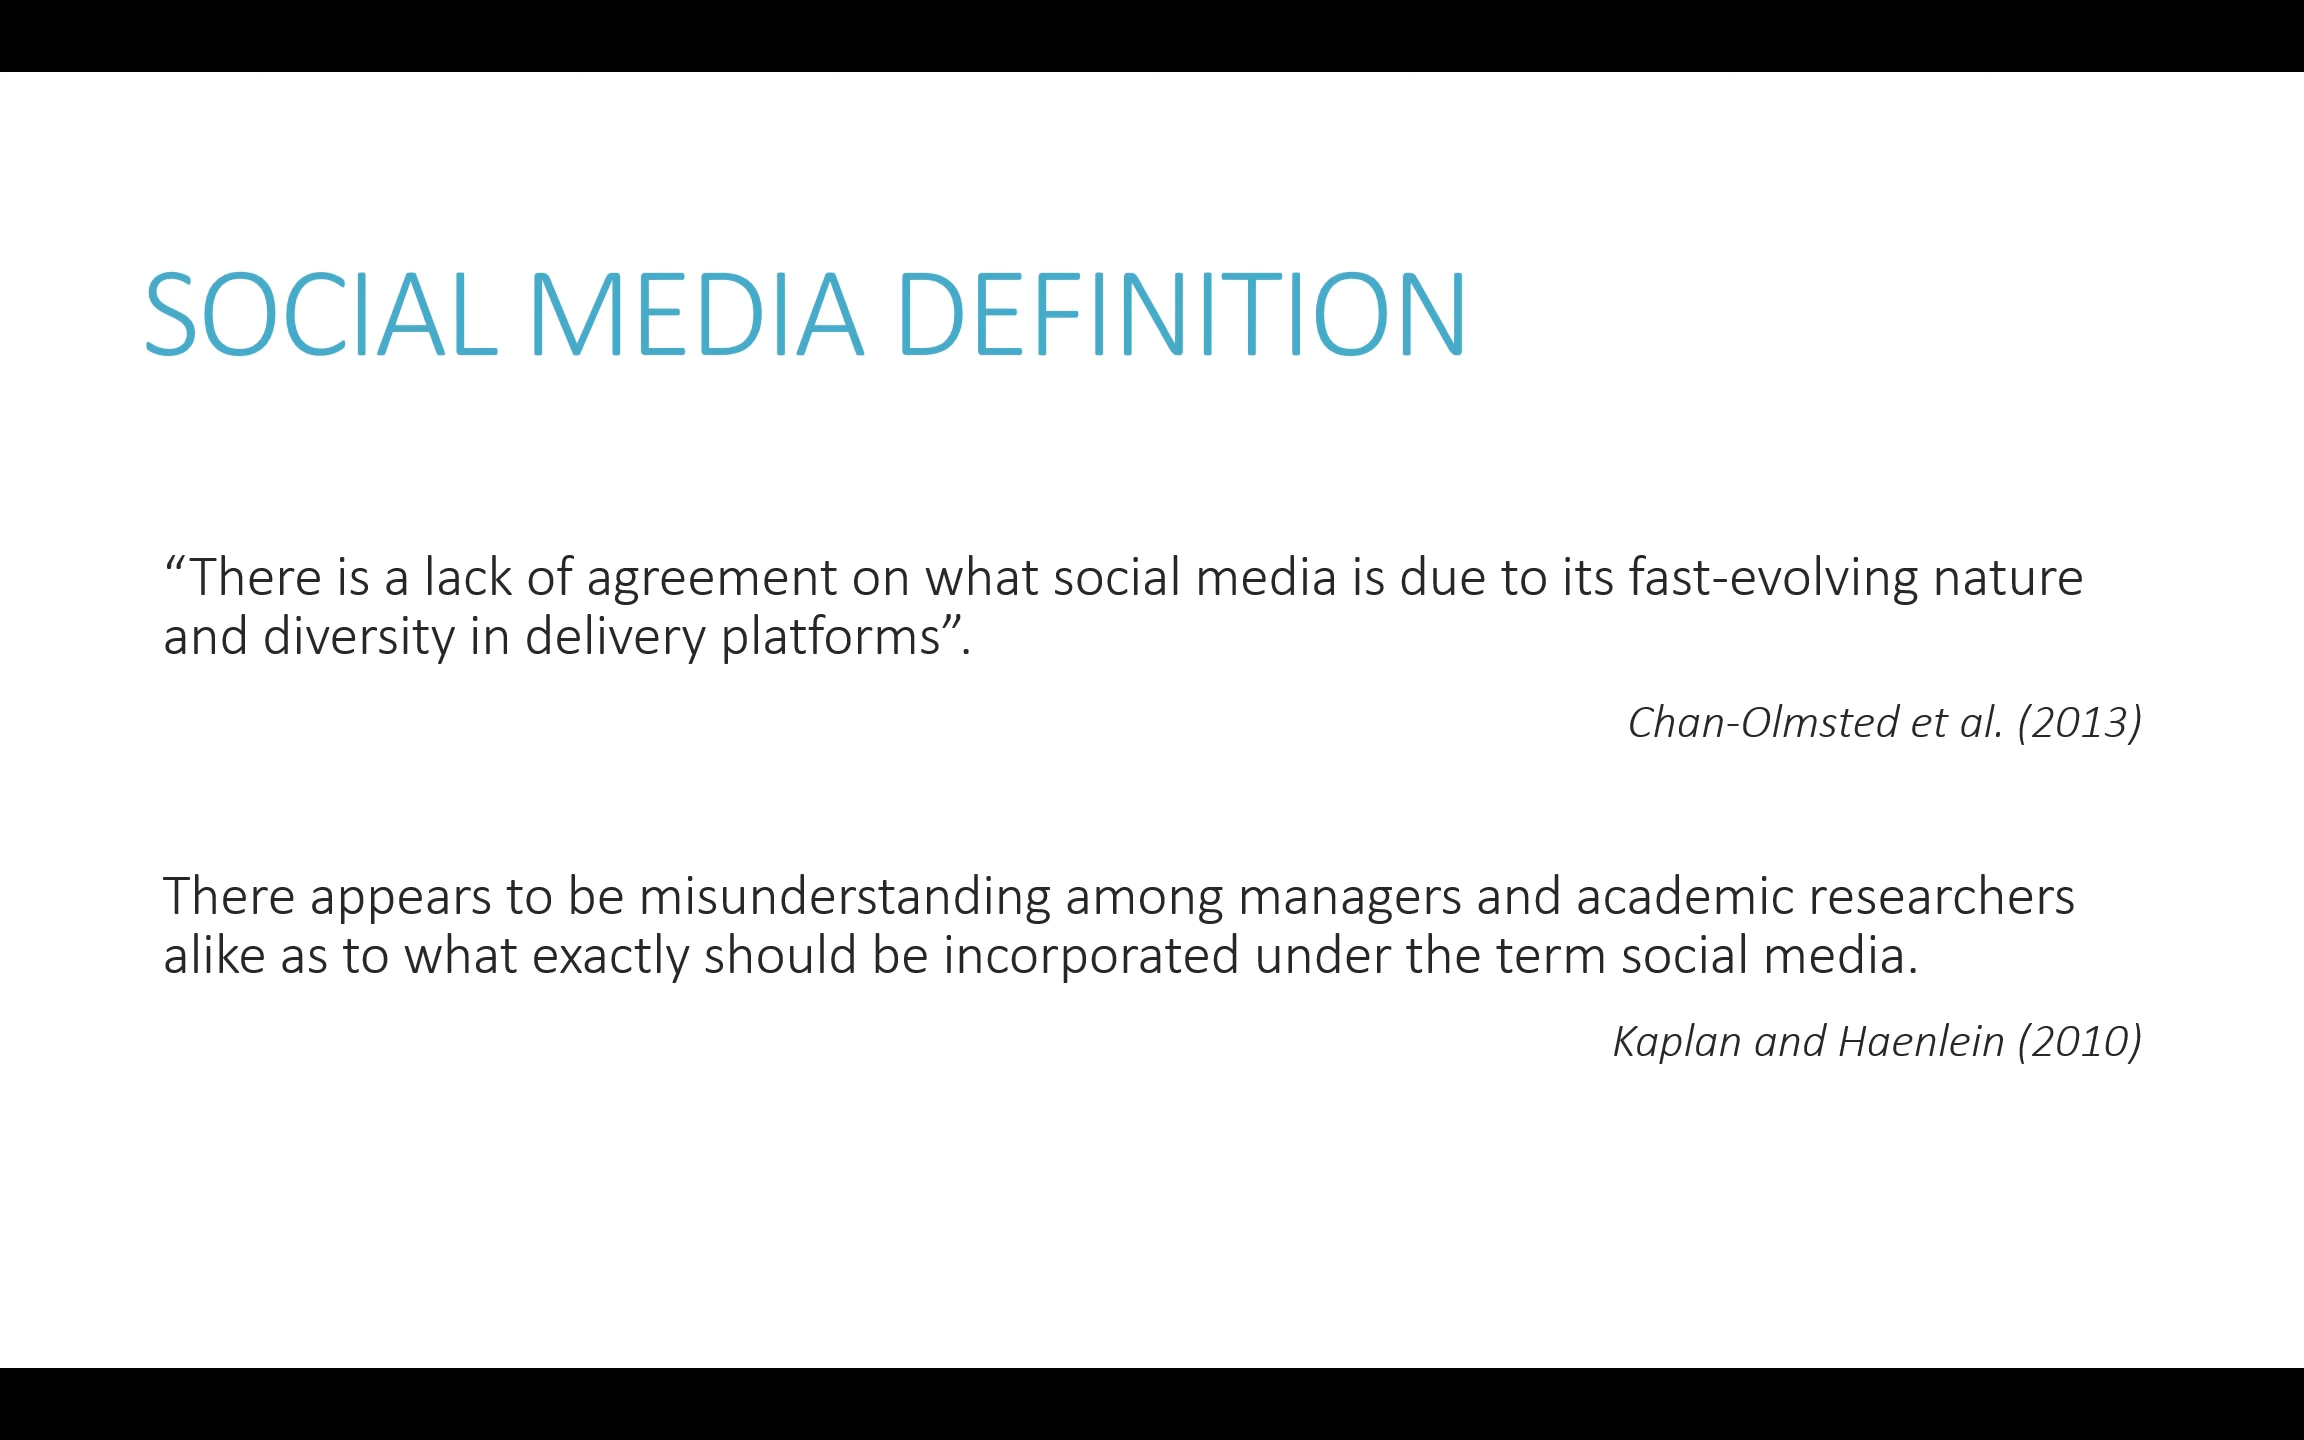 SOCIAL MEDIA DEFINITION
“There is a lack of agreement on what social media is due to its fast-evolving nature
and diversity in delivery platforms”.
Chan-Olmsted et al. (2013)
There appears to be misunderstanding among managers and academic researchers
alike as to what exactly should be incorporated under the term social media.
Kaplan and Haenlein (2010)